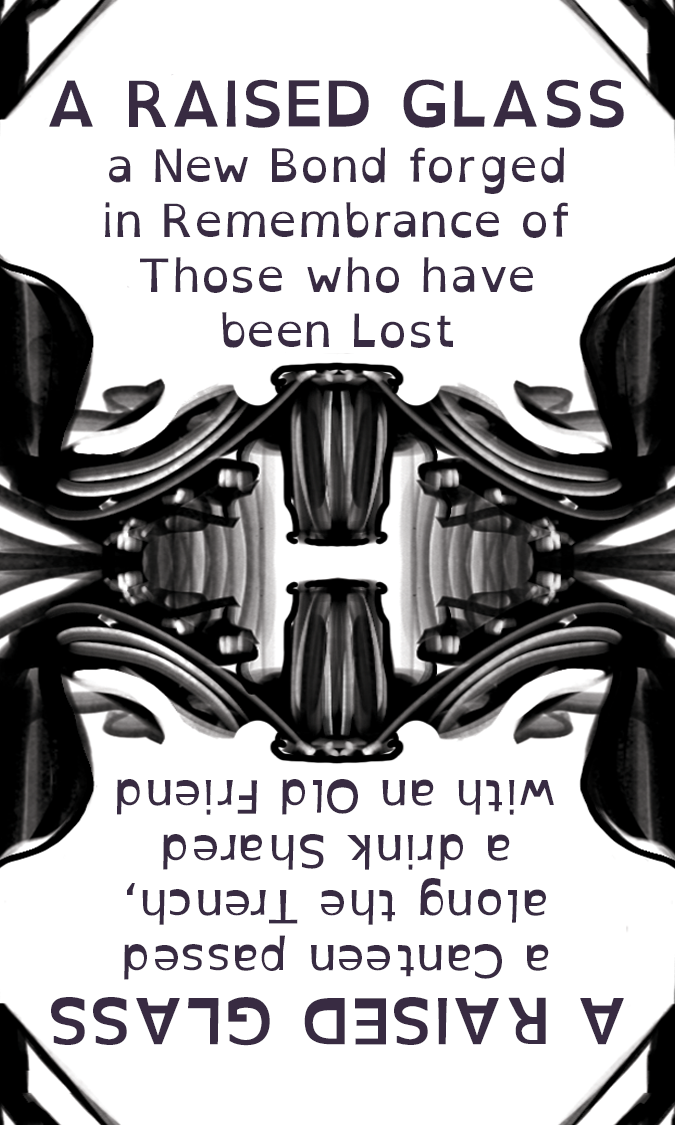 A RAISED GLASS
a New Bond forged
in Remembrance of
Those who have
been Lost
A RAISED GLASS
a Canteen passed
along the Trench,
a drink Shared
with an Old Friend